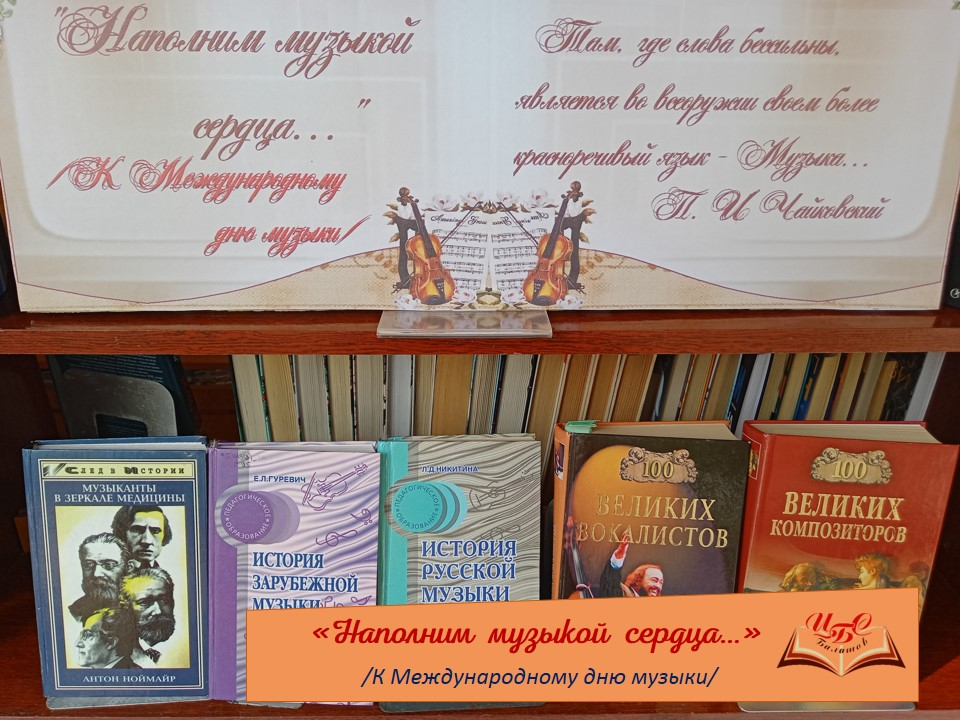 "Наполним музыкой
сердца..."
/К Международному
дню музыки/
Там, где слова бессильны,
является во всеоружии своем более
красноречивый язык – Музыка...
П. И Чайковский
СЛЕД В ИСТОРИИ
МУЗЫКАНТЫ
В ЗЕРКАЛЕ МЕДИЦИНЫ
АНТОН НОЙМАЙР
Е.Л.ГУРЕВИЧ
ПЕДАГОГИЧЕСКОЕ
ОБРАЗОВАНИЕ
ИСТОРИЯ
ЗАРУБЕЖНОЙ
МУЗЫКИ
Л.Д.НИКИТИНА
ПЕДАГОГИЧЕСКОЕ
ОБРАЗОВАНИЕ
ИСТОРИЯ
РУССКОЙ
МУЗЫКИ
100
ВЕЛИКИХ
ВОКАЛИСТОВ
100
ВЕЛИКИХ
КОМПОЗИТОРОВ
«Наполним музыкой сердца...»
/К Международному дню музыки/
ЦБС
Балашов